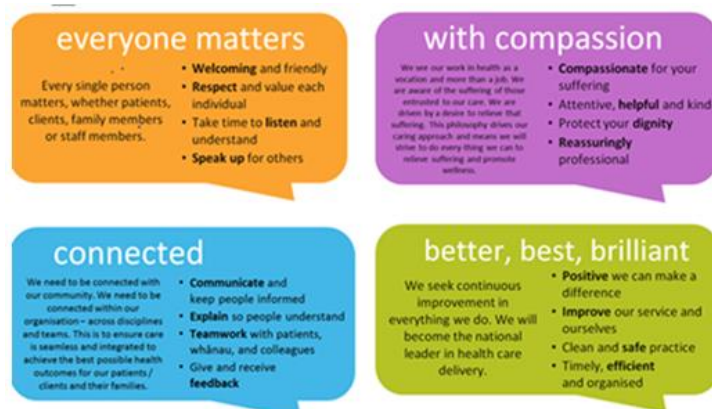 everyone matters
Every single person
matters, whether patients,
clients, family members
or staff members.
• Welcoming and friendly
• Respect and value each
individual
• Take time to listen and
understand
• Speak up for others
with compassion
We see our work in health as a
vocation and more than a job. We
are aware of the suffering of those
entrusted to our care. We are
driven by a desire to relieve that
suffering. This philosophy drives our
caring approach and means we will
strive to do every thing we can to
relieve suffering and promote
wellness.
• Compassionate for your
suffering
• Attentive, helpful and kind
• Protect your dignity
• Reassuringly
professional
connected
We need to be connected with
our community. We need to be
connected within our
organisation – across disciplines
and teams. This is to ensure care
is seamless and integrated to
achieve the best possible health
outcomes for our patients/
clients and their families.
• Communicate and
keep people informed
• Explain so people understand
• Teamwork with patients,
whānau, and colleagues
• Give and receive
feedback
better, best, brilliant
We seek continuous
improvement in
everything we do. We will
become the national
leader in health care
delivery.
• Positive we can make a
difference
• Improve our service and
ourselves
• Clean and safe practice
• Timely, efficient
and organised